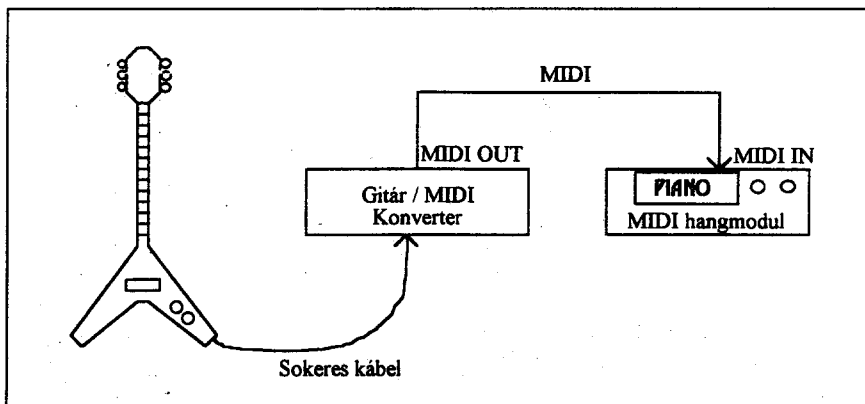 MIDI
MIDI OUT
MIDI IN
Gitár / MIDI
Konverter
PIANO
MIDI hangmodul
Sokeres kábel